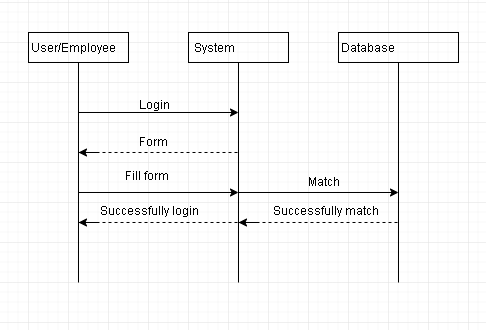 User/Employee
System
Database
Login
Form
Fill form
Match
Successfully login
Successfully match